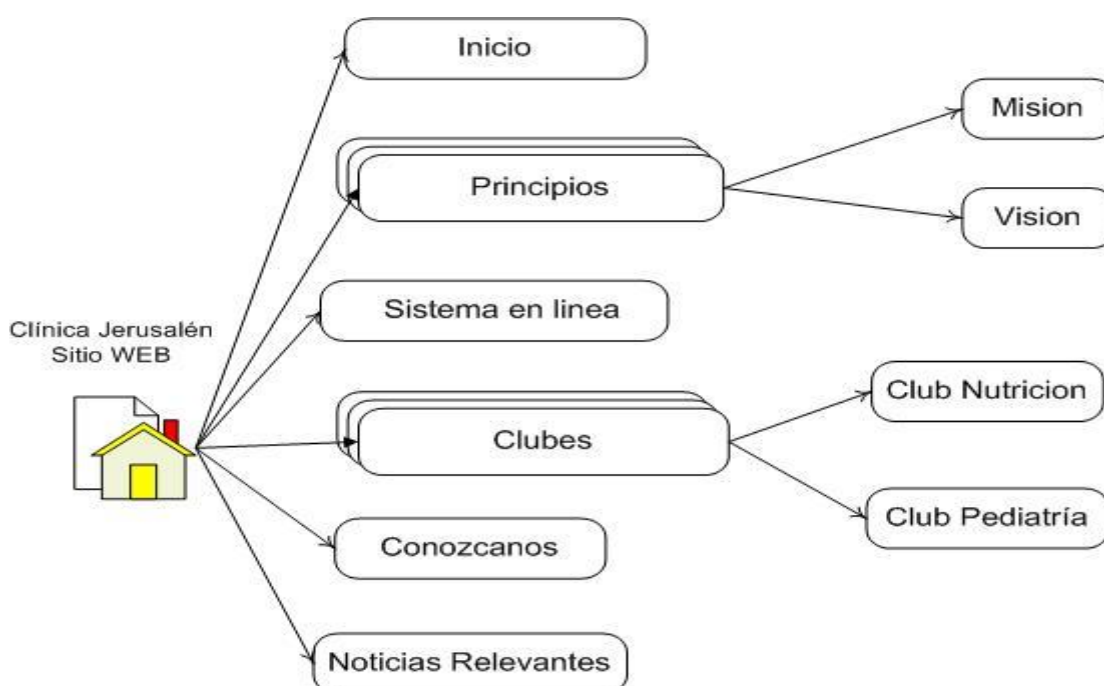 Inicio
Mision
Principios
Vision
Sistema en linea
Clínica Jerusalén
Sitio WEB
Club Nutricion
Clubes
Club Pediatría
Conozcanos
Noticias Relevantes